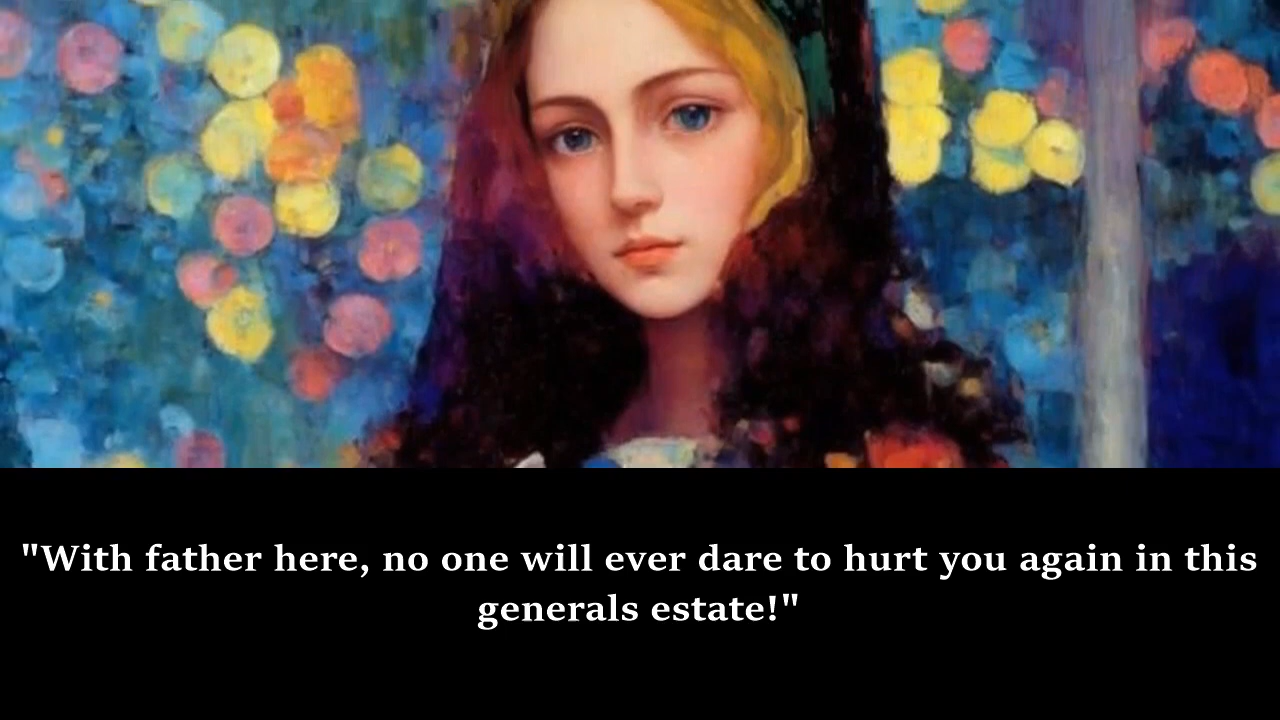 "With father here, no one will ever dare to hurt you again in this
generals estate!"